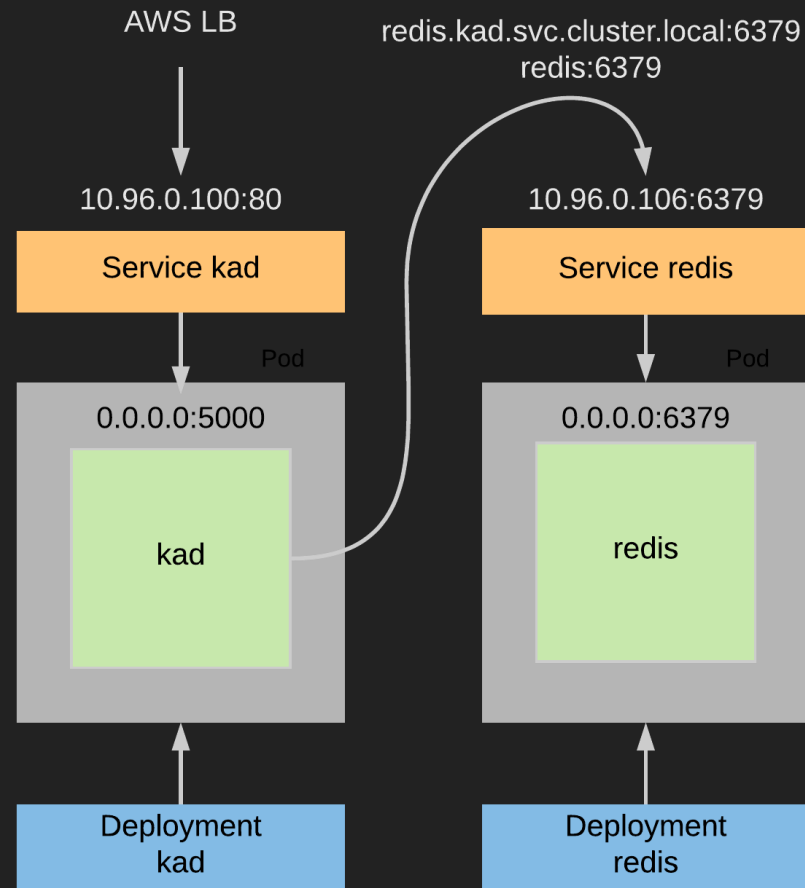 AWS LB
redis.kad.svc.cluster.local:6379
redis:6379
10.96.0.100:80
10.96.0.106:6379
Service kad
Service redis
Pod
Pod
0.0.0.0:5000
0.0.0.0:6379
kad
redis
Deployment
kad
Deployment
redis